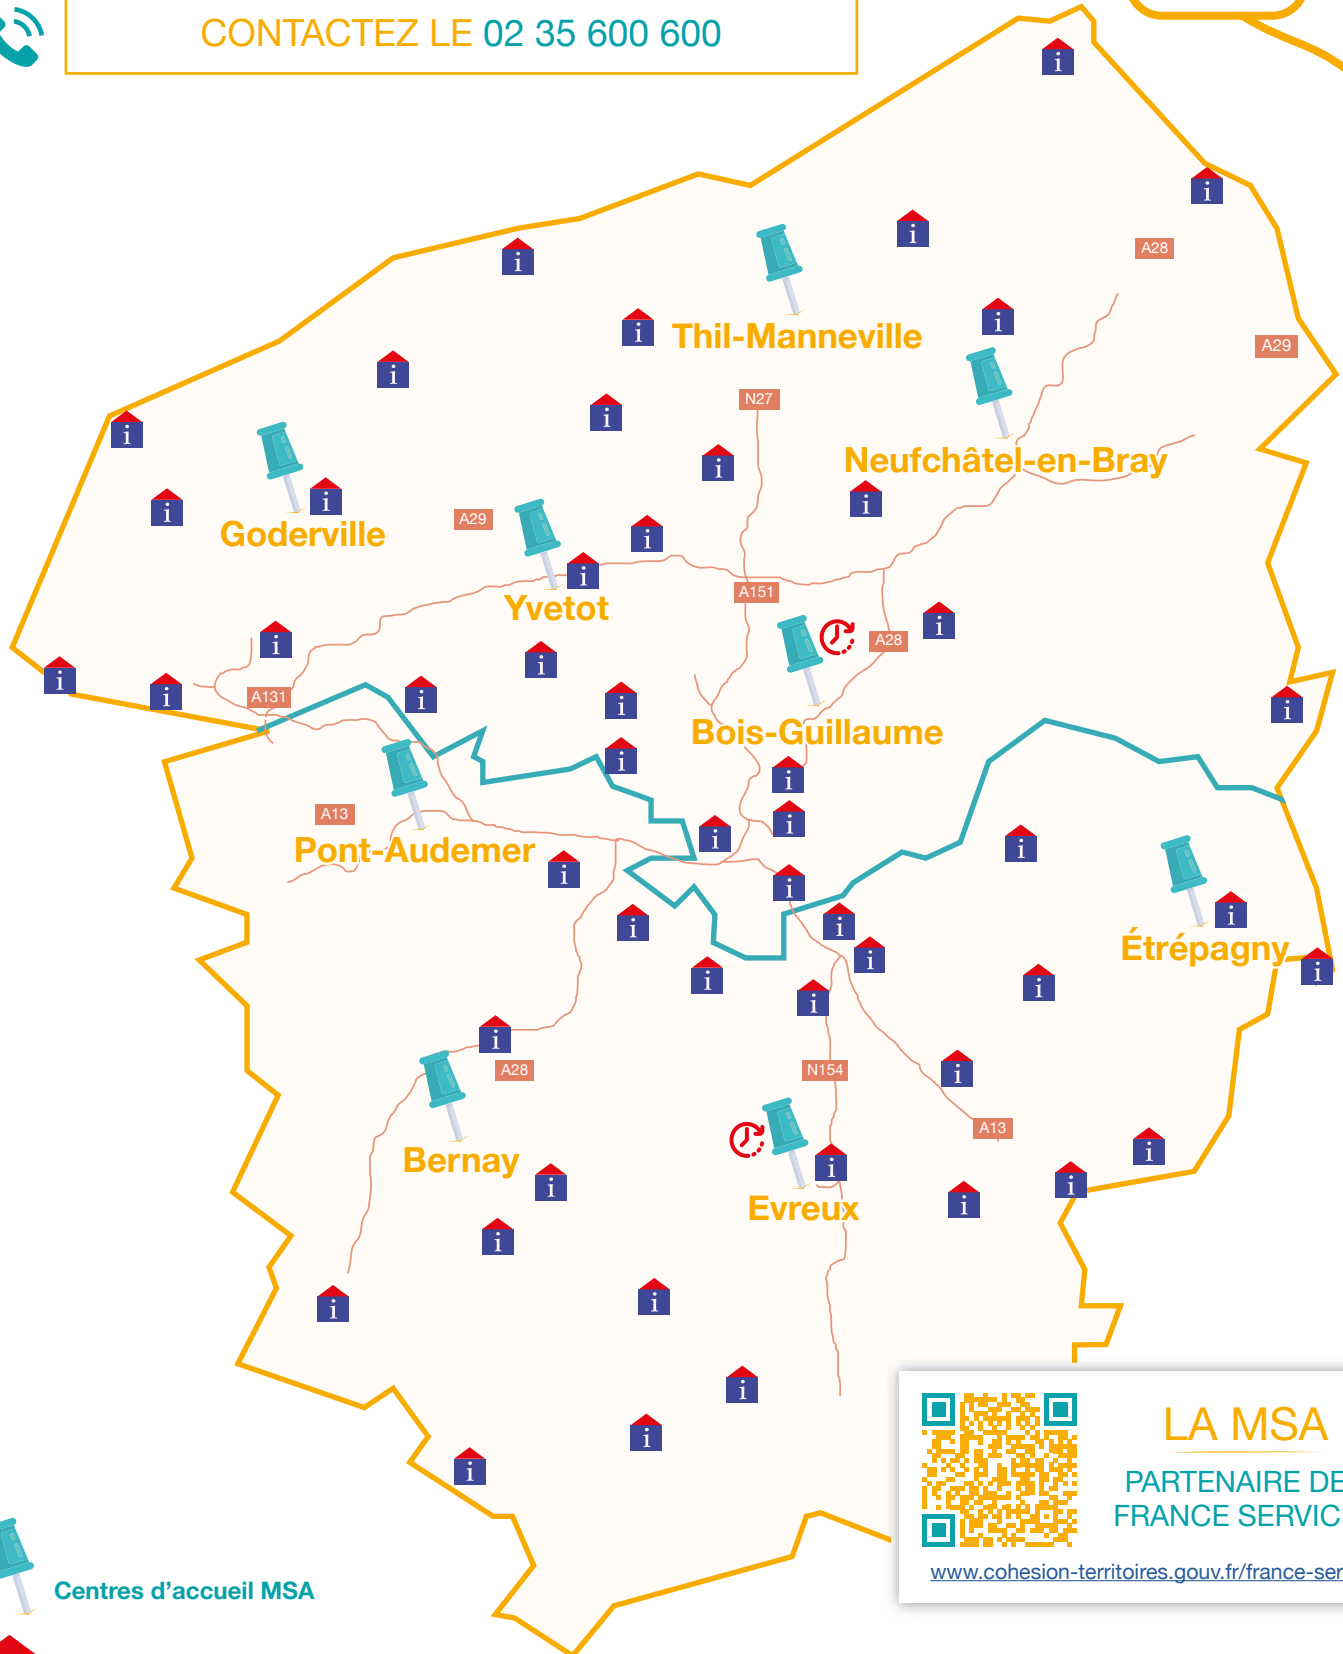 CONTACTEZ LE 02 35 600 600
i
i
A28
i
i
i
Thil-Manneville
i
A29
i
N27
i
i
Neufchâtel-en-Bray
i
i
i
i
Goderville
A29
i
i
Yvetot
A151
i
A28
i
i
i
i
A131
i
i
i
Bois-Guillaume
i
i
i
A13
i
i
i
Pont-Audemer
i
i
i
i
i
Étrépagny
i
i
i
i
i
i
A28
N154
i
A13
Bernay
i
i
i
i
i
Evreux
i
i
i
i
i
i
LA MSA
PARTENAIRE DE
FRANCE SERVIC
www.cohesion-territoires.gouv.fr/france-ser
Centres d'accueil MSA